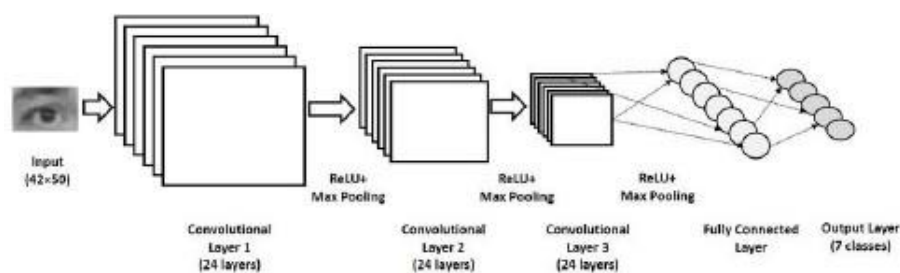 Input
(42×50)
ReLU+
Max Pooling
ReLU+
Max Pooling
ReLU+
Max Pooling
Convolutional
Layer 1
(24 layers)
Convolutional
Layer 2
(24 layers)
Convolutional
Layer 3
(24 layers)
Fully Connected
Layer
Output Layer
(7 classes)